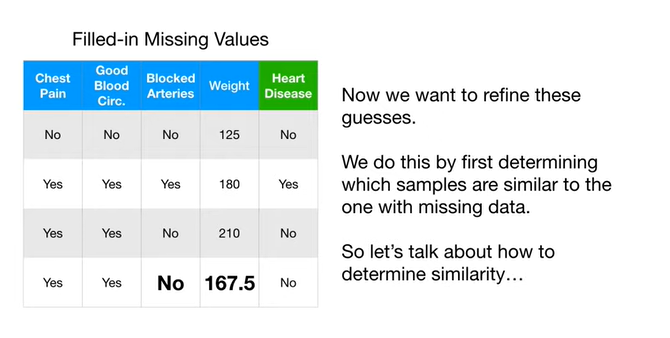 Filled-in Missing Values
Chest Pain Good Blood Circ. Blocked Arteries Weight Heart Disease
No No No 125 No
Yes Yes Yes 180 Yes
Yes Yes No 210 No
Yes Yes No 167.5 No
Now we want to refine these
guesses.
We do this by first determining
which samples are similar to the
one with missing data.
So let’s talk about how to
determine similarity…